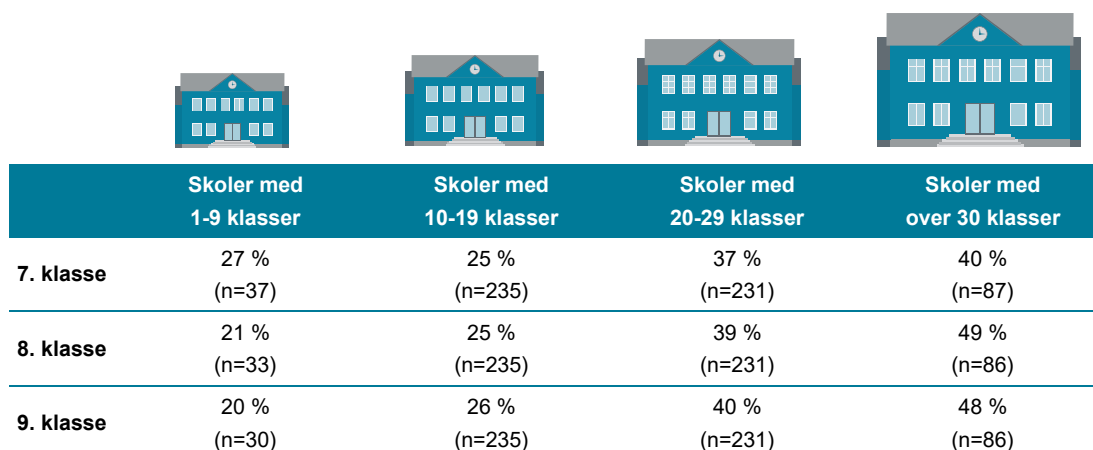 Skoler med 1-9 klasser
Skoler med 10-19 klasser
Skoler med 20-29 klasser
Skoler med over 30 klasser
7. klasse
27 %
(n=37)
25 %
(n=235)
37 %
(n=231)
40 %
(n=87)
8. klasse
21 %
(n=33)
25 %
(n=235)
39 %
(n=231)
49 %
(n=86)
9. klasse
20 %
(n=30)
26 %
(n=235)
40 %
(n=231)
48 %
(n=86)